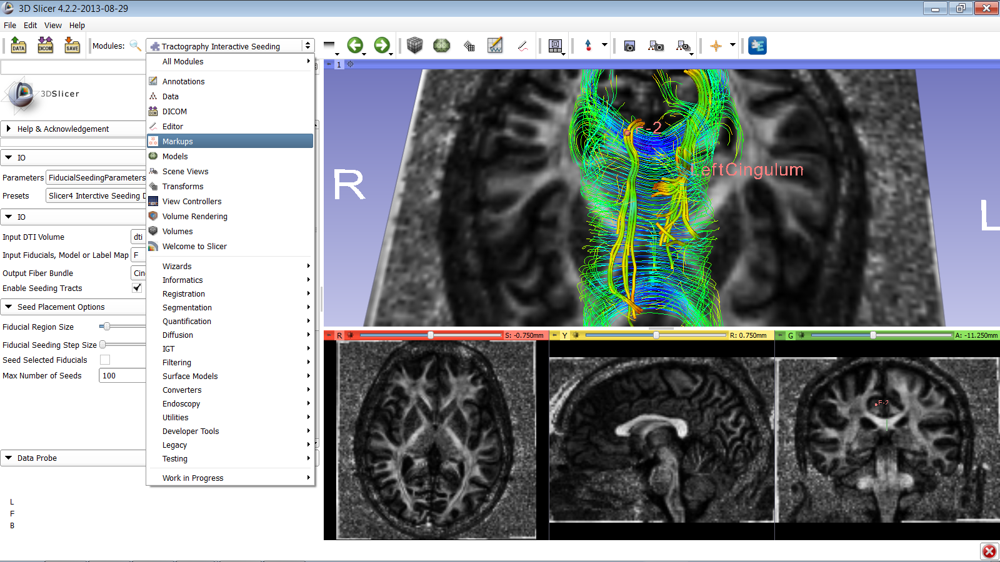 3D Slicer 4.2.2-2013-08-29
File Edit View Help
DATA DICOM SAVE Modules: Tractography Interactive Seeding
All Modules
Annotations
Data
DICOM
Editor
Markups
Models
Scene Views
Transforms
View Controllers
Volume Rendering
Volumes
Welcome to Slicer
Wizards
Informatics
Registration
Segmentation
Quantification
Diffusion
IGT
Filtering
Surface Models
Converters
Endoscopy
Utilities
Developer Tools
Legacy
Testing
Work in Progress
3DSlicer
Help & Acknowledgement
IO
Parameters FiducialSeedingParameters
Presets Slicer4 Interctive Seeding D
IO
Input DTI Volume dti
Input Fiducials, Model or Label Map F
Output Fiber Bundle Cin
Enable Seeding Tracts
Seed Placement Options
Fiducial Region Size
Fiducial Seeding Step Size
Seed Selected Fiducials
Max Number of Seeds 100
Data Probe
L
F
B
1
F-2
LeftCingulum
R
L
R S: -0.750mm
Y R: 0.750mm
G A: -11.250mm
F-2